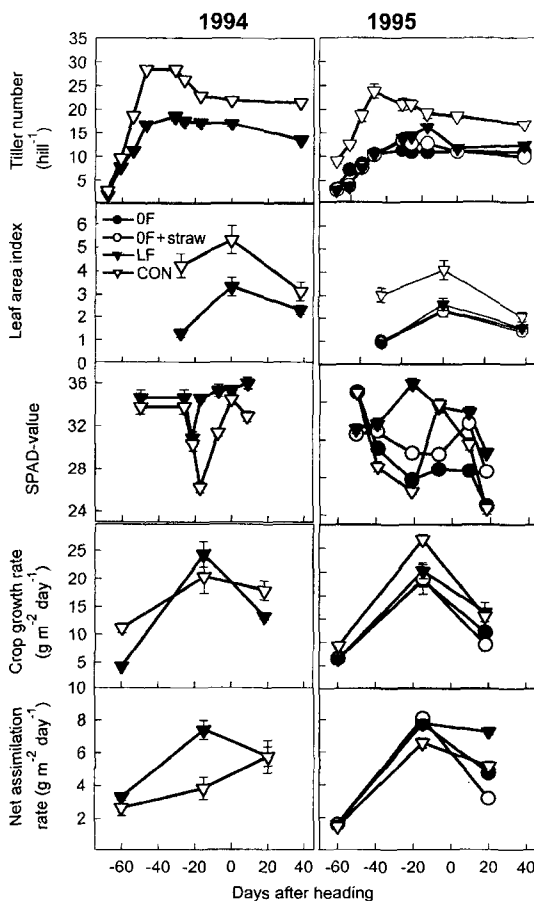 1994 1995
35
30
25
20
15
10
5
Tiller number
(hill⁻¹)
6
5
4
3
2
1
Leaf area index
0F
0F+straw
LF
CON
36
32
28
24
SPAD-value
25
20
15
10
5
Crop growth rate
(g m⁻² day⁻¹)
10
8
6
4
2
Net assimilation
rate (g m⁻² day⁻¹)
-60 -40 -20 0 20 40 -60 -40 -20 0 20 40
Days after heading Days after heading